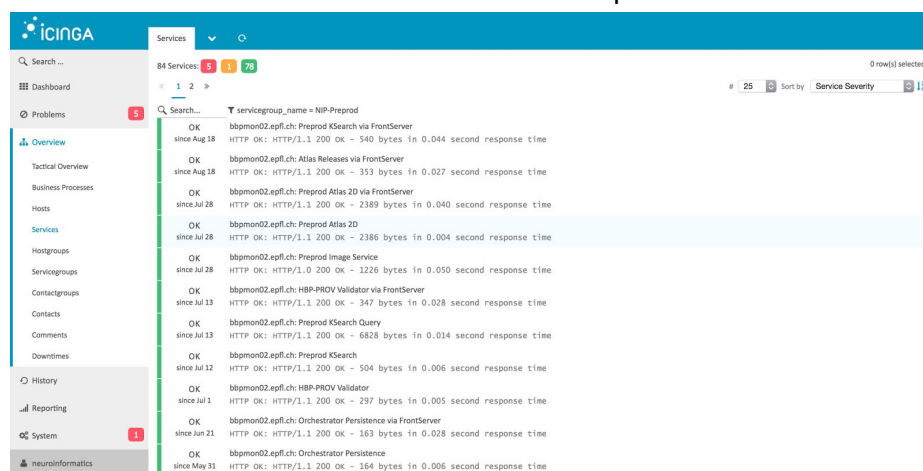 icinga
Services
Search ...
84 Services: 5 1 78
0 row(s) selected
Dashboard
« 1 2 »
# 25 Sort by Service Severity
Problems 5
Search... servicegroup_name = NIP-Preprod
OK bbpmon02.epfl.ch: Preprod KSearch via FrontServer
since Aug 18 HTTP OK: HTTP/1.1 200 OK - 540 bytes in 0.044 second response time
OK bbpmon02.epfl.ch: Atlas Releases via FrontServer
since Aug 18 HTTP OK: HTTP/1.1 200 OK - 353 bytes in 0.027 second response time
OK bbpmon02.epfl.ch: Preprod Atlas 2D via FrontServer
since Jul 28 HTTP OK: HTTP/1.1 200 OK - 2389 bytes in 0.040 second response time
OK bbpmon02.epfl.ch: Preprod Atlas 2D
since Jul 28 HTTP OK: HTTP/1.1 200 OK - 2386 bytes in 0.004 second response time
OK bbpmon02.epfl.ch: Preprod Image Service
since Jul 28 HTTP OK: HTTP/1.0 200 OK - 1226 bytes in 0.050 second response time
OK bbpmon02.epfl.ch: HBP-PROV Validator via FrontServer
since Jul 13 HTTP OK: HTTP/1.1 200 OK - 347 bytes in 0.028 second response time
OK bbpmon02.epfl.ch: Preprod KSearch Query
since Jul 13 HTTP OK: HTTP/1.1 200 OK - 6828 bytes in 0.014 second response time
OK bbpmon02.epfl.ch: Preprod KSearch
since Jul 12 HTTP OK: HTTP/1.1 200 OK - 504 bytes in 0.006 second response time
OK bbpmon02.epfl.ch: HBP-PROV Validator
since Jul 1 HTTP OK: HTTP/1.1 200 OK - 297 bytes in 0.005 second response time
OK bbpmon02.epfl.ch: Orchestrator Persistence via FrontServer
since Jun 21 HTTP OK: HTTP/1.1 200 OK - 163 bytes in 0.028 second response time
OK bbpmon02.epfl.ch: Orchestrator Persistence
since May 31 HTTP OK: HTTP/1.1 200 OK - 164 bytes in 0.006 second response time
Overview
Tactical Overview
Business Processes
Hosts
Services
Hostgroups
Servicegroups
Contactgroups
Contacts
Comments
Downtimes
History
Reporting
System 1
neuroinformatics